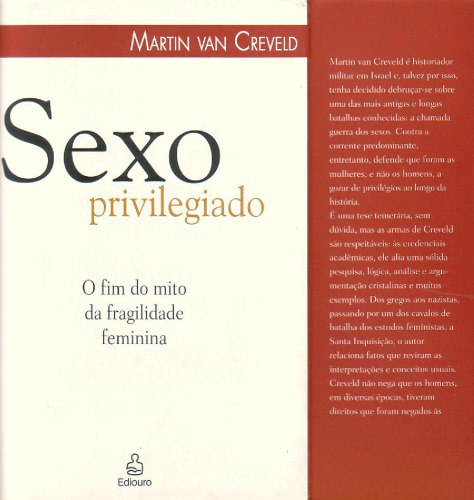 MARTIN VAN CREVELD
Sexo
privilegiado
O fim do mito
da fragilidade
feminina
Ediouro
Martin van Creveld é historiador
militar em Israel e, talvez por isso,
tenha decidido debruçar-se sobre
uma das mais antigas e longas
batalhas conhecidas: a chamada
guerra dos sexos. Contra a
corrente predominante,
entretanto, defende que foram as
mulheres, e não os homens, a
gozar de privilégios ao longo da
história.
É uma tese temerária, sem
dúvida, mas as armas de Creveld
são respeitáveis: às credenciais
acadêmicas, ele alia uma sólida
pesquisa, lógica, análise e argu-
mentação cristalinas e muitos
exemplos. Dos gregos aos nazistas,
passando por um dos cavalos de
batalha dos estudos feministas, a
Santa Inquisição, o autor
relaciona fatos que reviram as
interpretações e conceitos usuais.
Creveld não nega que os homens,
em diversas épocas, tiveram
direitos que foram negados às